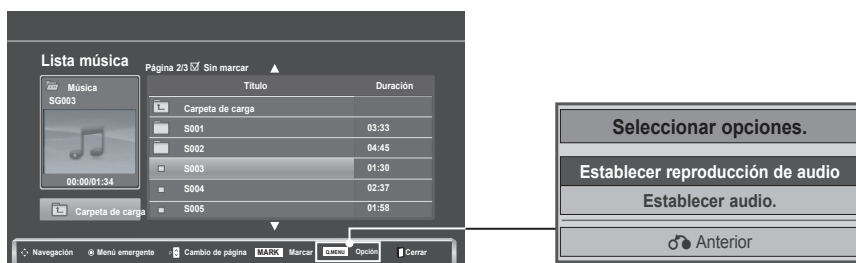 Lista música
Página 2/3 Sin marcar
Música
SG003
00:00/01:34
Carpeta de carga
Título Duración
Carpeta de carga
S001 03:33
S002 04:45
S003 01:30
S004 02:37
S005 01:58
Navegación Menú emergente P Cambio de página MARK Marcar Q.MENU Opción Cerrar
Seleccionar opciones.
Establecer reproducción de audio
Establecer audio.
Anterior